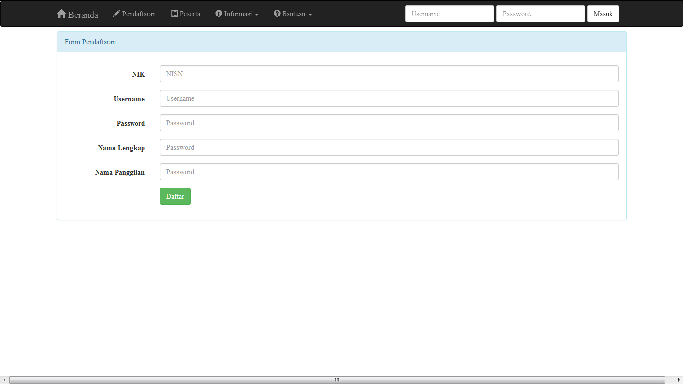 Beranda Pendaftaran Peserta Informasi Bantuan Username Password Masuk
Form Pendaftaran
NIK NISN
Username Username
Password Password
Nama Lengkap Password
Nama Panggilan Password
Daftar